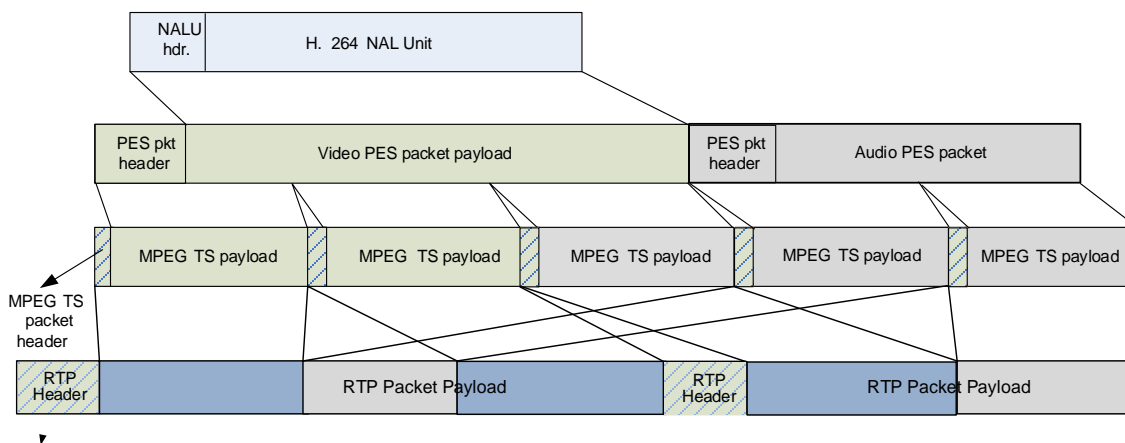 NALU
hdr.
H. 264 NAL Unit
PES pkt
header
Video PES packet payload
PES pkt
header
Audio PES packet
MPEG TS payload
MPEG TS payload
MPEG TS payload
MPEG TS payload
MPEG TS payload
MPEG TS
packet
header
RTP
Header
RTP Packet Payload
RTP
Header
RTP Packet Payload